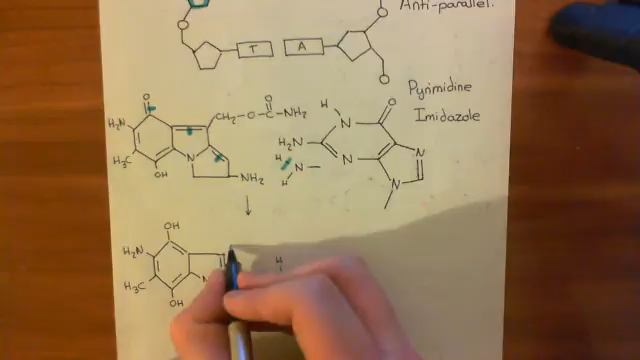 Anti-parallel.
T A
Pyrimidine
Imidazole
O
H₂N
H₃C
OH
N
CH₂-O-C-NH₂
O
NH₂
H
N
O
H₂N
N
N
N
H
N
H
OH
H₂N
H₃C
OH
H